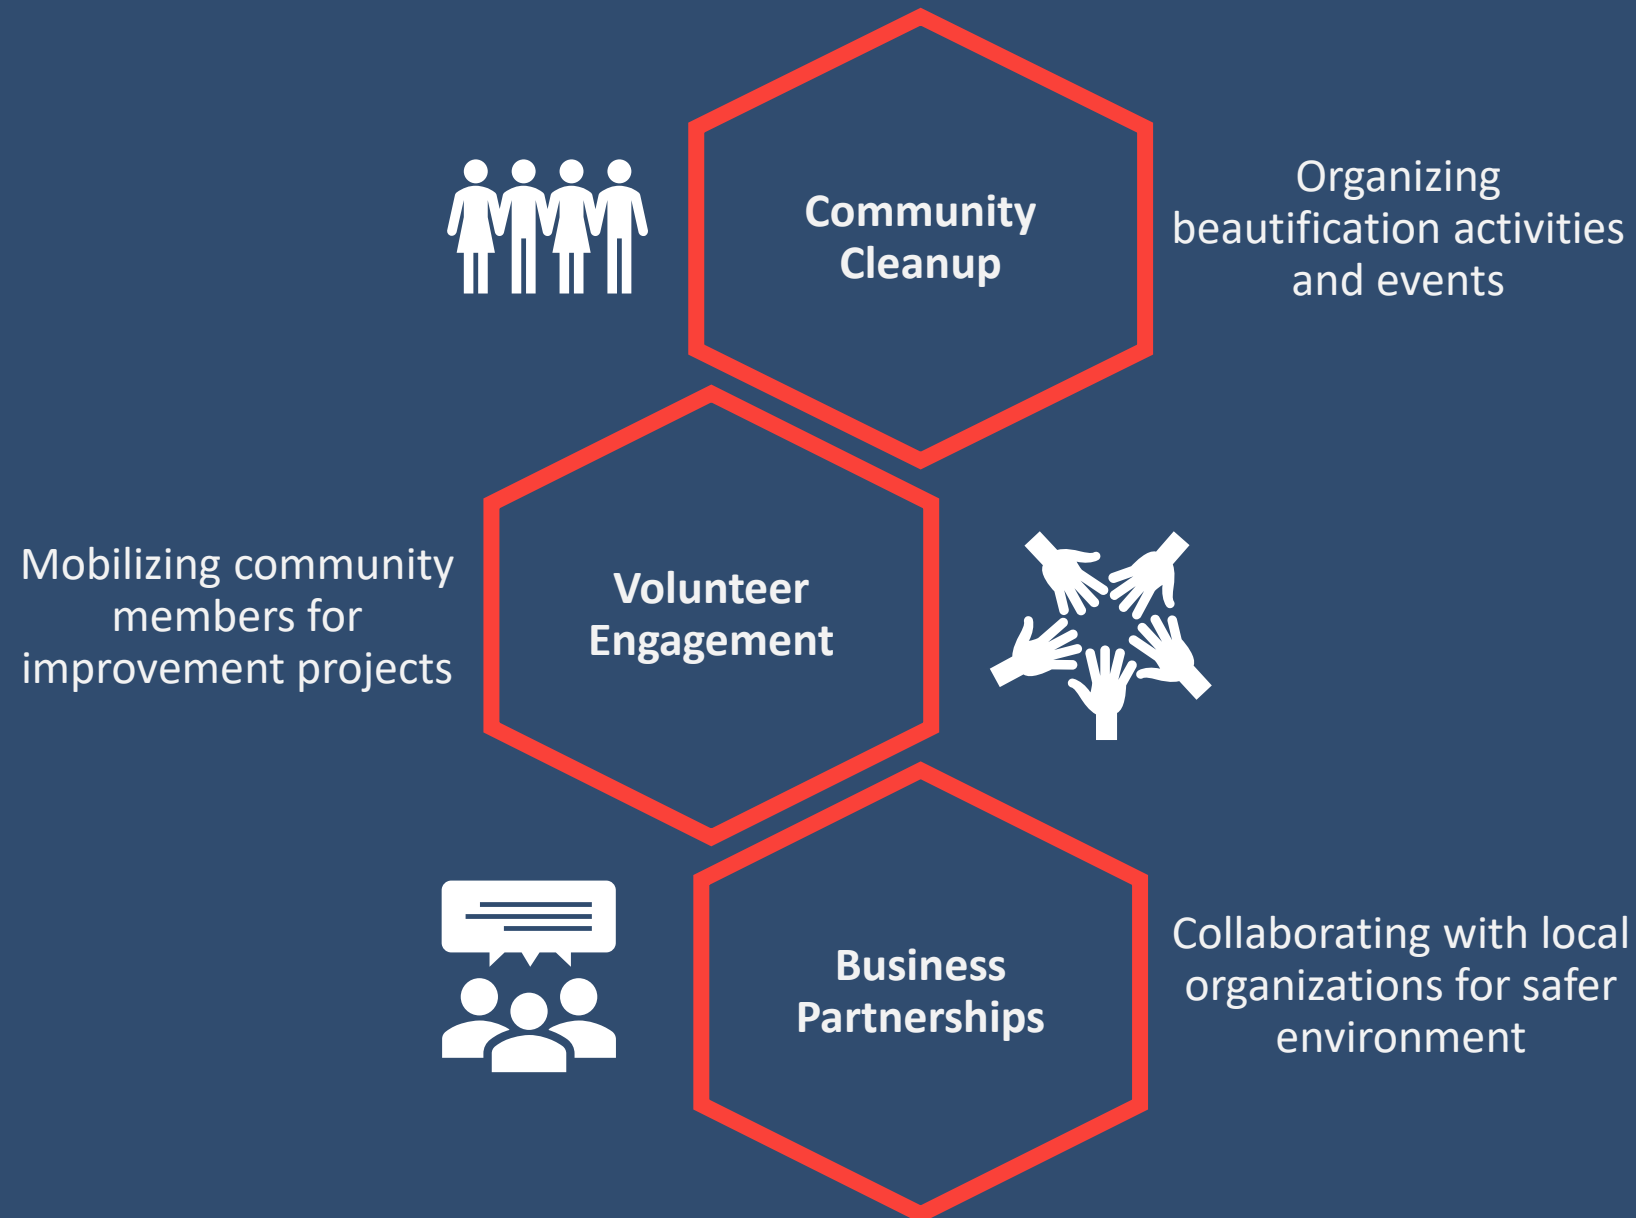 Community
Cleanup
Organizing
beautification activities
and events
Mobilizing community
members for
improvement projects
Volunteer
Engagement
Business
Partnerships
Collaborating with local
organizations for safer
environment